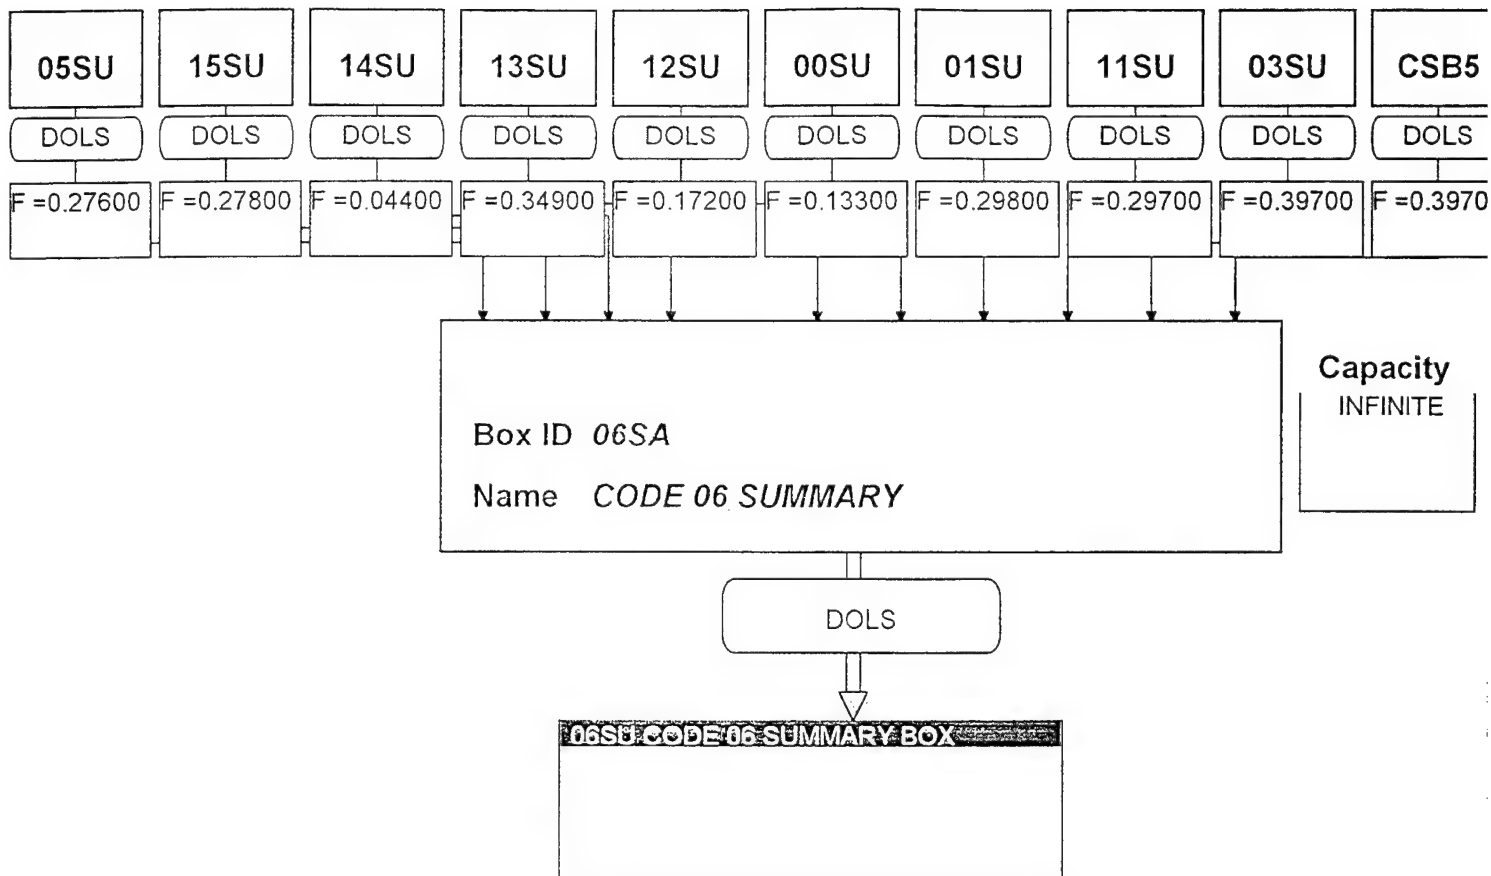 05SU 15SU 14SU 13SU 12SU 00SU 01SU 11SU 03SU CSB5
DOLS DOLS DOLS DOLS DOLS DOLS DOLS DOLS DOLS DOLS
F =0.27600 F =0.27800 F =0.04400 F =0.34900 F =0.17200 F =0.13300 F =0.29800 F =0.29700 F =0.39700 F =0.3970
Capacity
INFINITE
Box ID 06SA
Name CODE 06 SUMMARY
DOLS
06SU CODE 06 SUMMARY BOX